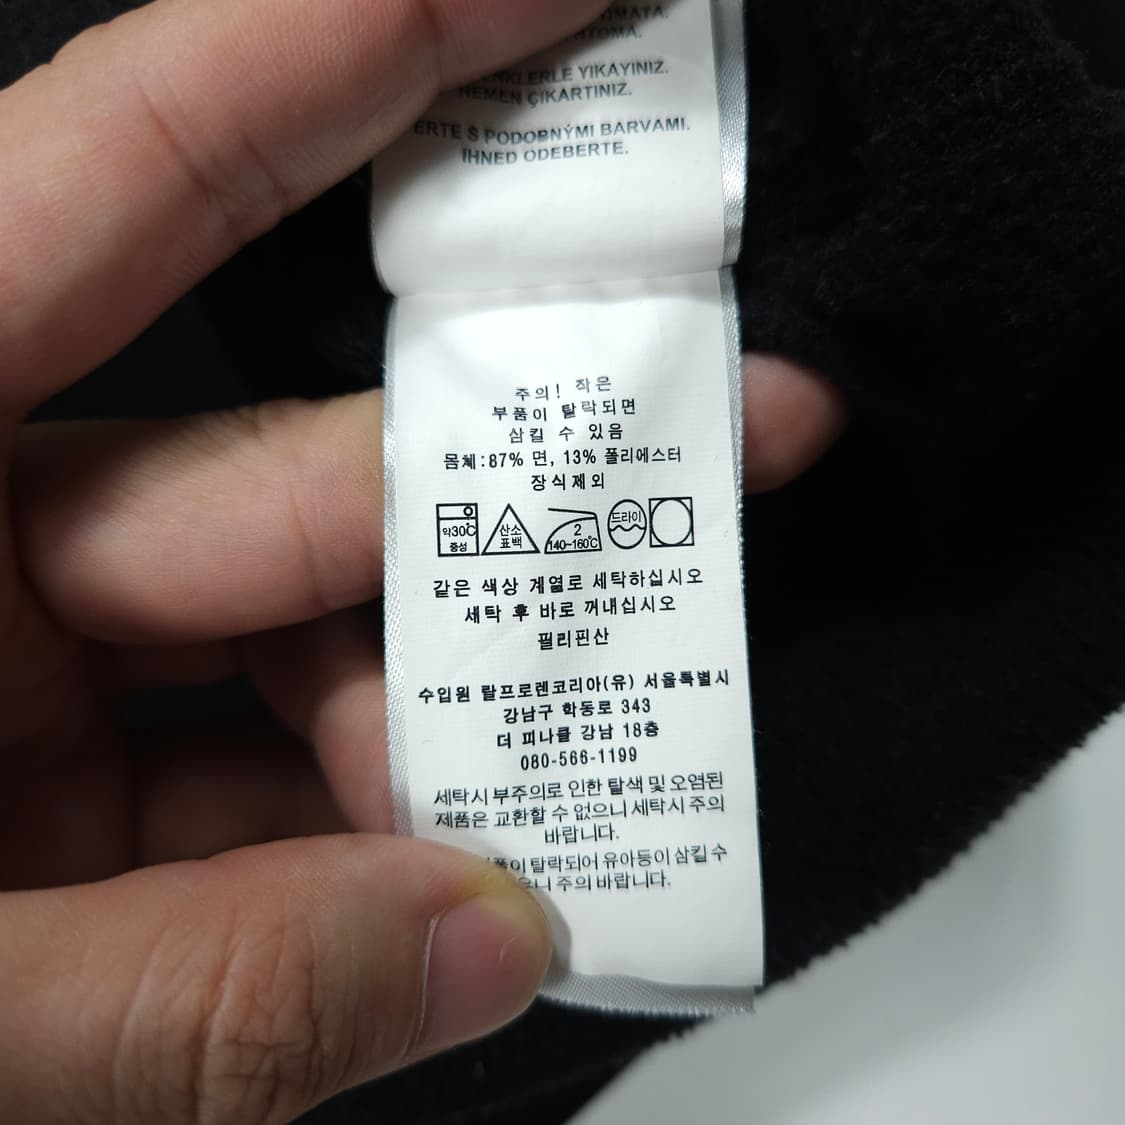 YIKAYINIZ.
HEMEN ÇIKARTINIZ.
S PODOBNÝMI BARVAMI.
IHNED ODEBERTE.
주의! 작은
부품이 탈락되면
삼킬 수 있음
몸체:87% 면, 13% 폴리에스터
장식제외
약30℃
중성
산소
표백
2
140~160℃
드라이
같은 색상 계열로 세탁하십시오
세탁 후 바로 꺼내십시오
필리핀산
수입원 랄프로렌코리아(유) 서울특별시
강남구 학동로 343
더 피나클 강남 18층
080-566-1199
세탁시 부주의로 인한 탈색 및 오염된
제품은 교환할 수 없으니 세탁시 주의
바랍니다.
탈락되어 유아등이 삼킬 수
주의 바랍니다.